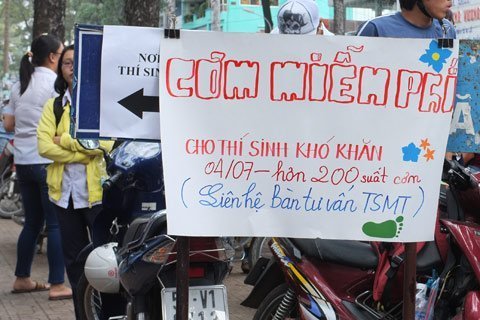 NƠI
THÍ SIN
CƠM MIỄN PHÍ
CHO THÍ SINH KHÓ KHĂN
04/07 - hơn 200 suất cơm
(Liên hệ Bàn tư vấn TSMT)